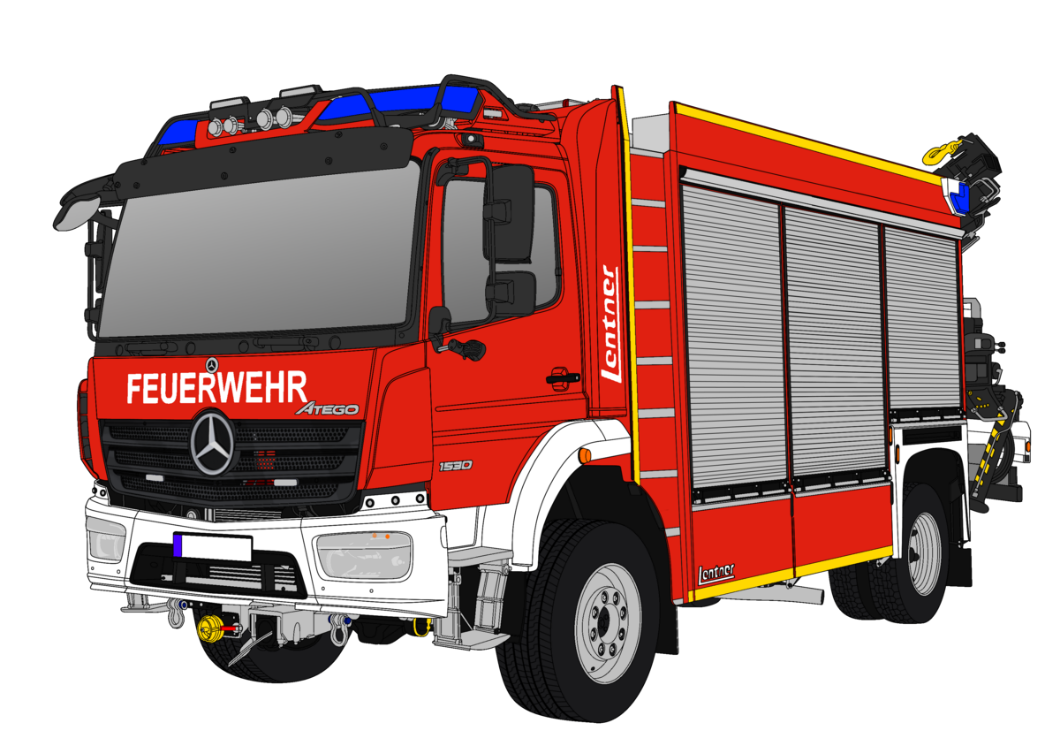 FEUERWEHR
ATEGO
1530
Lentner
Lentner